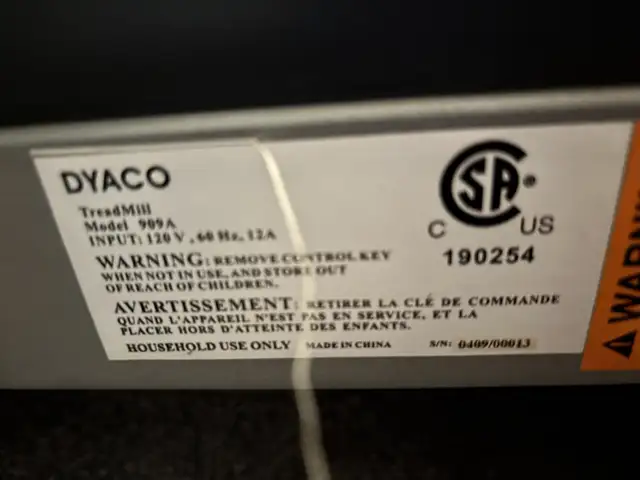 DYACO
TreadMill
Model 909A
INPUT: 120 V , 60 Hz, 12A
WARNING: REMOVE CONTROL KEY
WHEN NOT IN USE, AND STORE OUT
OF REACH OF CHILDREN.
AVERTISSEMENT: RETIRER LA CLÉ DE COMMANDE
QUAND L'APPAREIL N'EST PAS EN SERVICE, ET LA
PLACER HORS D'ATTEINTE DES ENFANTS.
HOUSEHOLD USE ONLY MADE IN CHINA S/N: 0409/00013
CSA®
C US
190254
WARNI